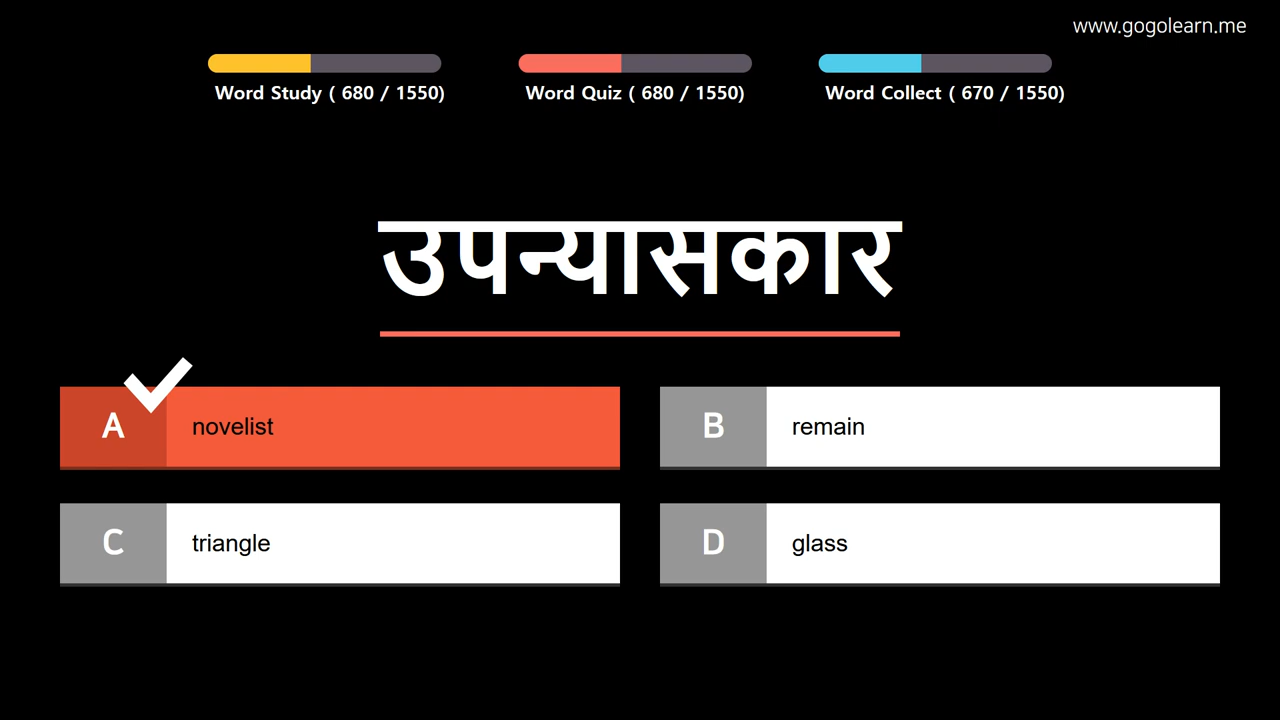 www.gogolearn.me
Word Study ( 680 / 1550)
Word Quiz ( 680 / 1550)
Word Collect ( 670 / 1550)
उपन्यासकार
A novelist
B remain
C triangle
D glass